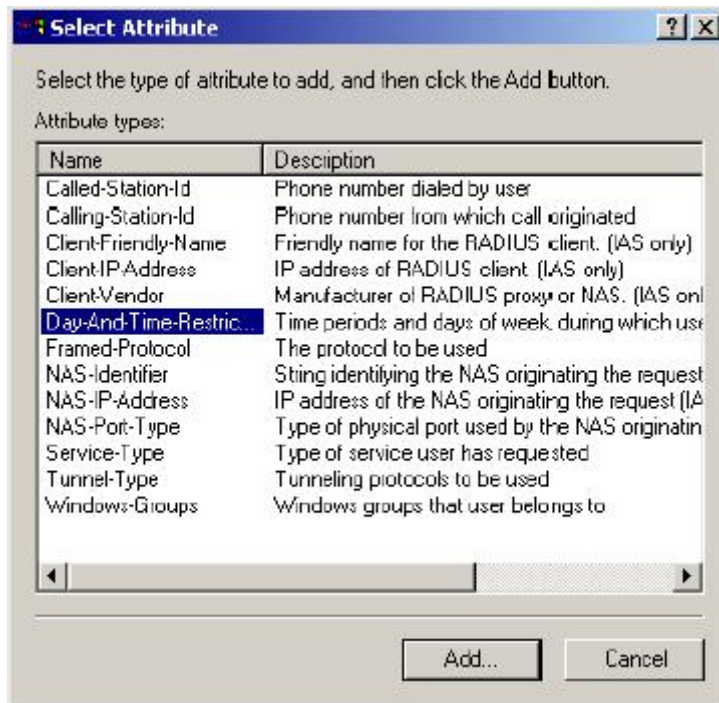 Select Attribute
Select the type of attribute to add, and then click the Add button.
Attribute types:
Name Description
Called-Station-Id Phone number dialed by user
Calling-Station-Id Phone number from which call originated
Client-Friendly-Name Friendly name for the RADIUS client. (IAS only)
Client-IP-Address IP address of RADIUS client. (IAS only)
Client-Vendor Manufacturer of RADIUS proxy or NAS. (IAS onl
Day-And-Time-Restric... Time periods and days of week during which use
Framed-Protocol The protocol to be used
NAS-Identifier String identifying the NAS originating the request
NAS-IP-Address IP address of the NAS originating the request (IA
NAS-Port-Type Type of physical port used by the NAS originatin
Service-Type Type of service user has requested
Tunnel-Type Tunneling protocols to be used
Windows-Groups Windows groups that user belongs to
Add... Cancel